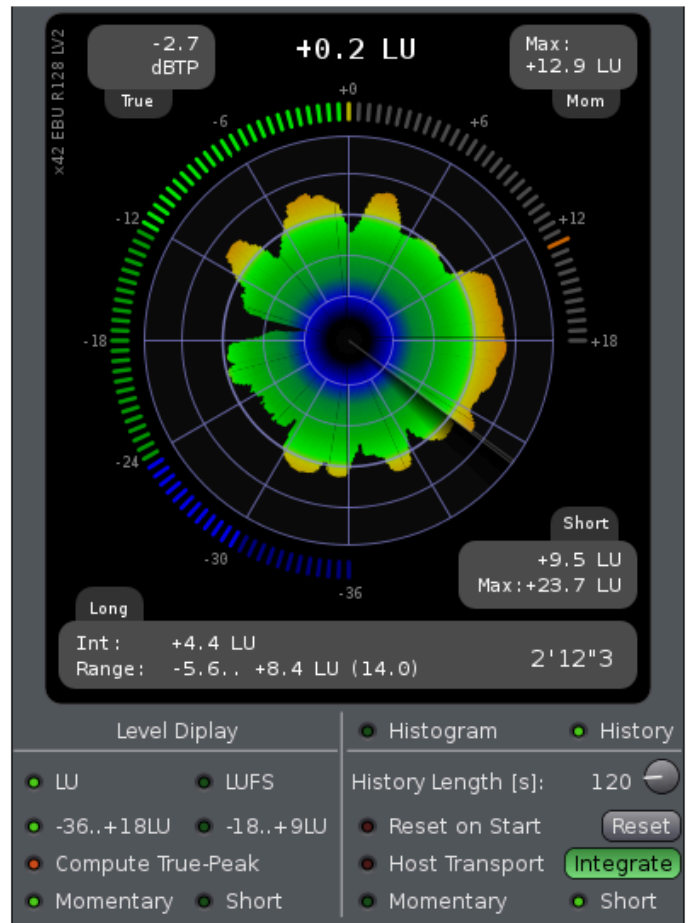 x42 EBU R128 LV2
-2.7
dBTP
True
+0.2 LU
Max:
+12.9 LU
Mom
+0
-6
+6
-12
+12
-18
+18
-24
-30
-36
Short
+9.5 LU
Max:+23.7 LU
Long
Int: +4.4 LU
Range: -5.6.. +8.4 LU (14.0)
2'12"3
Level Diplay
Histogram History
LU LUFS
History Length [s]: 120
-36..+18LU -18..+9LU
Reset on Start Reset
Compute True-Peak
Host Transport Integrate
Momentary Short
Momentary Short